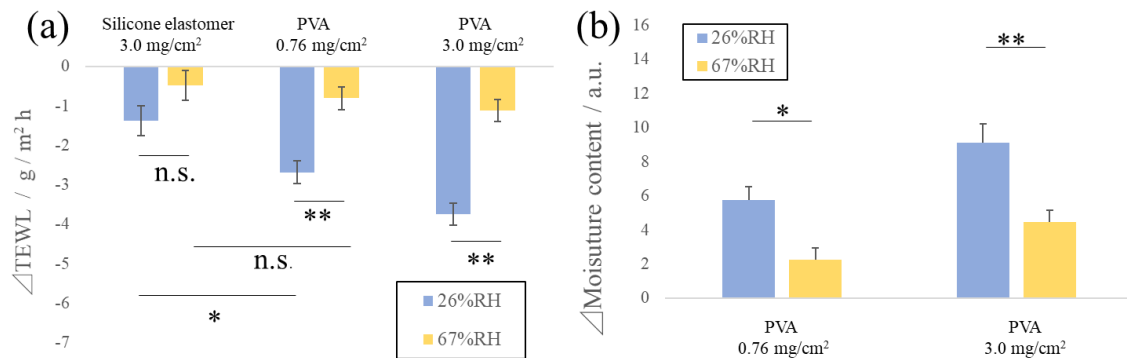 (a)
Silicone elastomer
3.0 mg/cm²
PVA
0.76 mg/cm²
PVA
3.0 mg/cm²
⊿TEWL / g / m² h
0
-1
-2
-3
-4
-5
-6
-7
n.s.
**
**
n.s.
*
26%RH
67%RH
(b)
⊿Moisuture content / a.u.
16
14
12
10
8
6
4
2
0
26%RH
67%RH
*
**
PVA
0.76 mg/cm²
PVA
3.0 mg/cm²